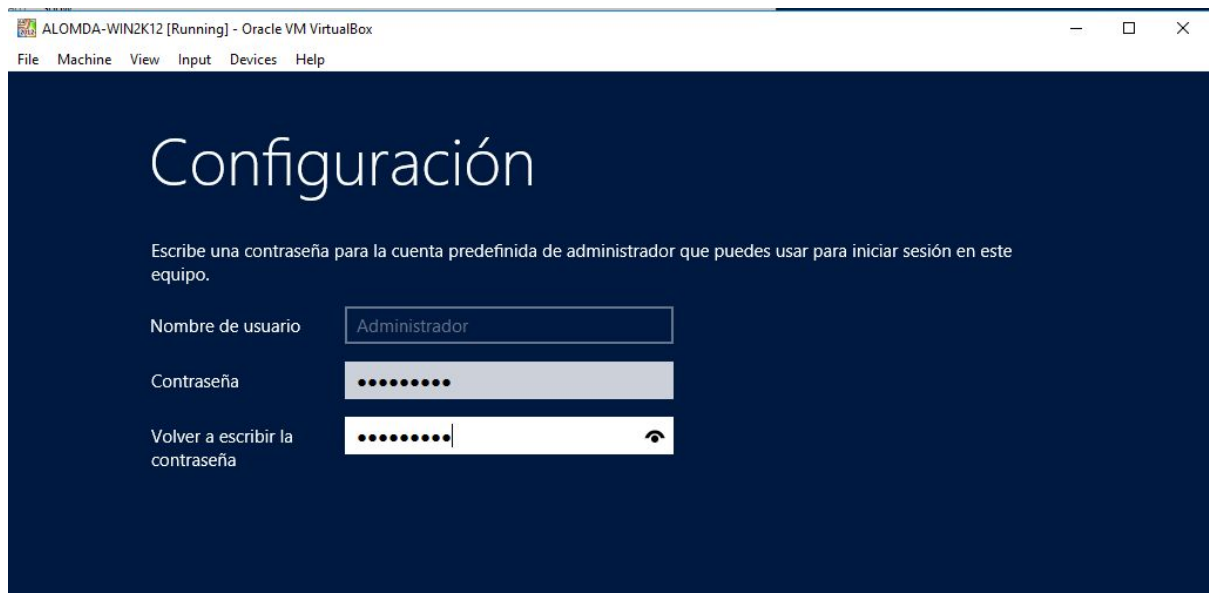 ALOMDA-WIN2K12 [Running] - Oracle VM VirtualBox
File Machine View Input Devices Help
Configuración
Escribe una contraseña para la cuenta predefinida de administrador que puedes usar para iniciar sesión en este
equipo.
Nombre de usuario Administrador
Contraseña •••••••••
Volver a escribir la •••••••••
contraseña